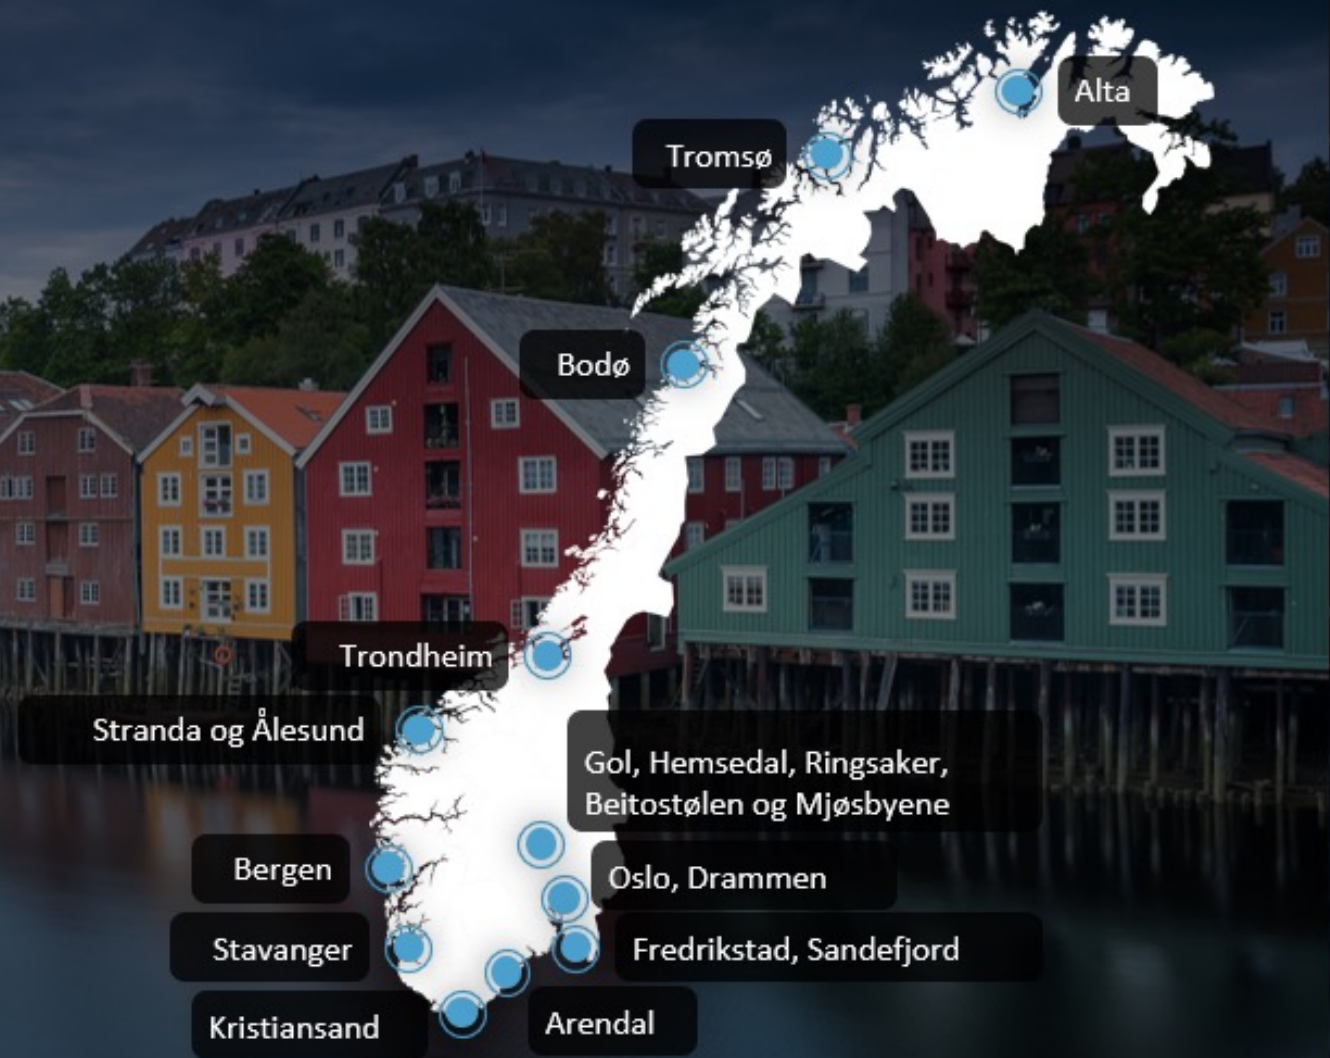 Alta
Tromsø
Bodø
Trondheim
Stranda og Ålesund
Gol, Hemsedal, Ringsaker,
Beitostølen og Mjøsbyene
Bergen
Oslo, Drammen
Stavanger
Fredrikstad, Sandefjord
Kristiansand
Arendal